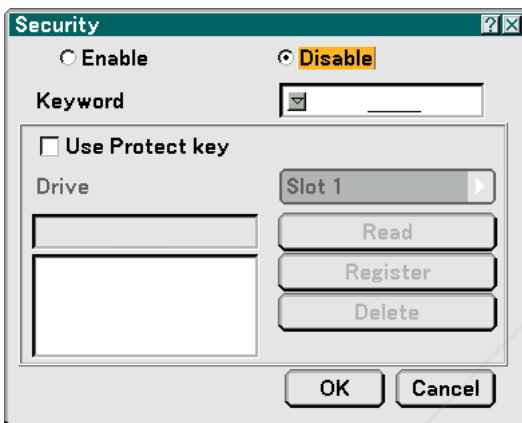 Security
Enable Disable
Keyword
Use Protect key
Drive Slot 1
Read
Register
Delete
OK Cancel